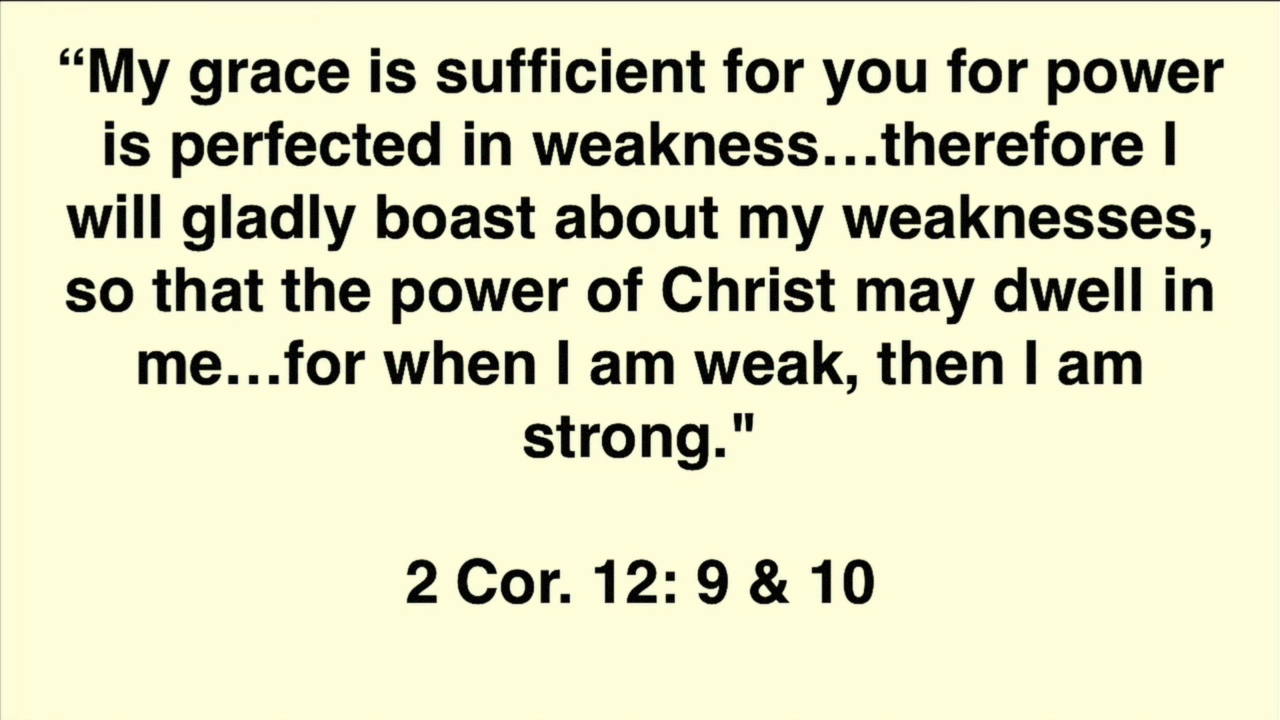 “My grace is sufficient for you for power
is perfected in weakness…therefore I
will gladly boast about my weaknesses,
so that the power of Christ may dwell in
me…for when I am weak, then I am
strong."
2 Cor. 12: 9 & 10